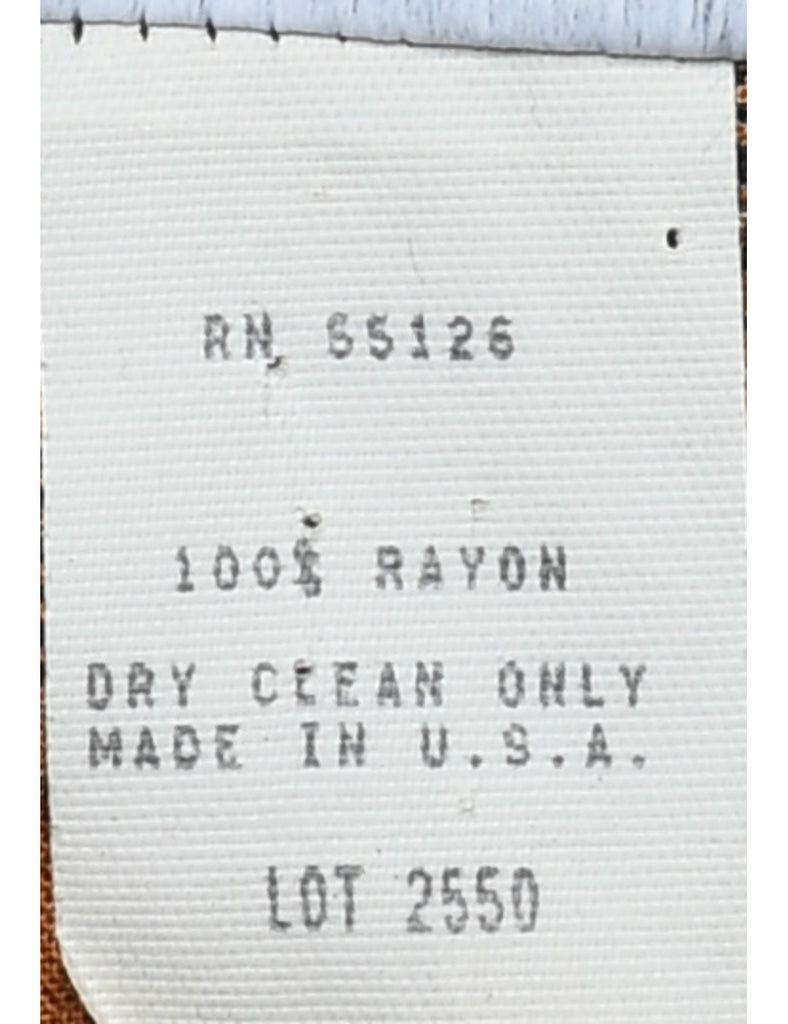 RN 55126
100% RAYON
DRY CLEAN ONLY
MADE IN U.S.A.
LOT 2550